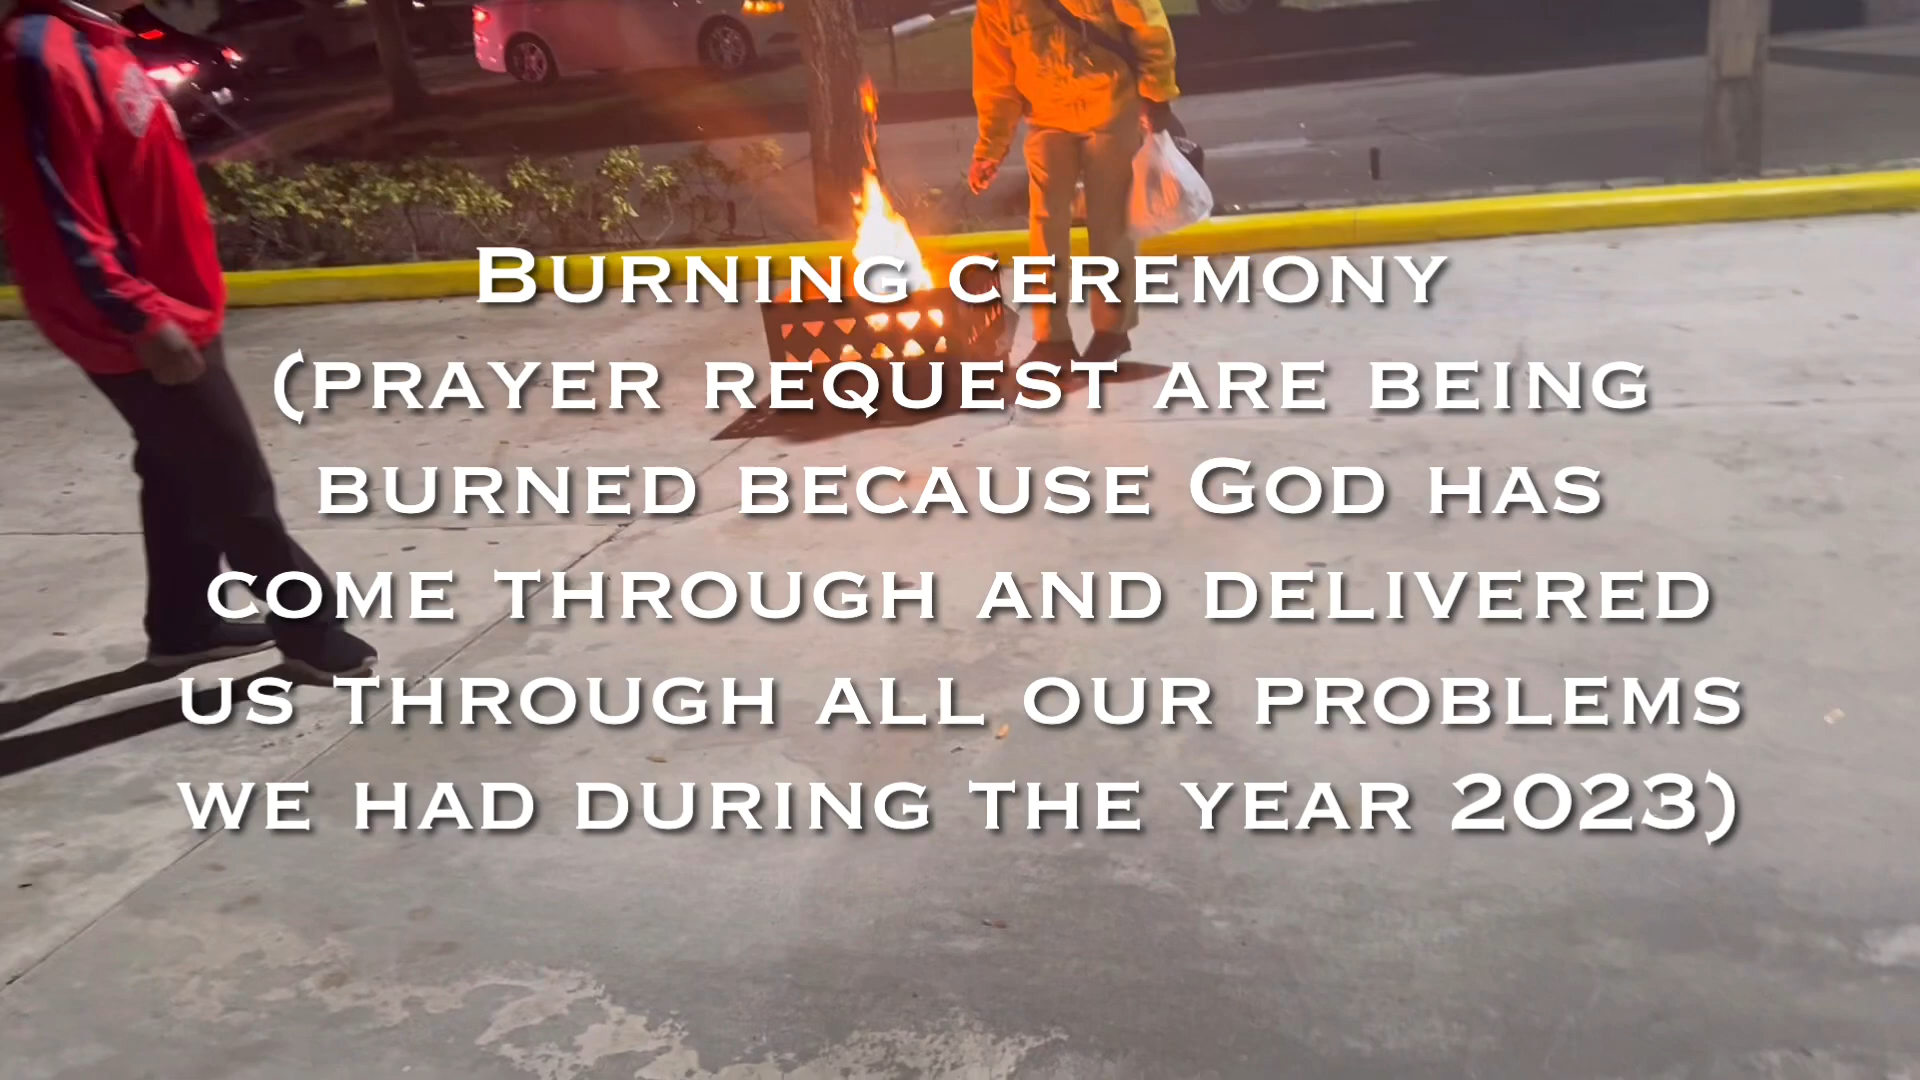 Burning ceremony
(prayer request are being
burned because God has
come through and delivered
us through all our problems
we had during the year 2023)